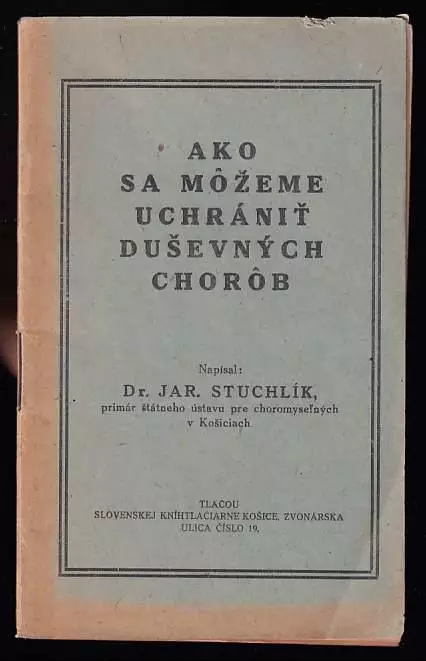 AKO
SA MÔŽEME
UCHRÁNIŤ
DUŠEVNÝCH
CHORÔB
Napísal:
Dr. JAR. STUCHLÍK,
primár štátneho ústavu pre choromyseľných
v Košiciach.
TLAČOU
SLOVENSKEJ KNÍHTLAČIARNE KOŠICE, ZVONÁRSKA
ULICA ČÍSLO 19.